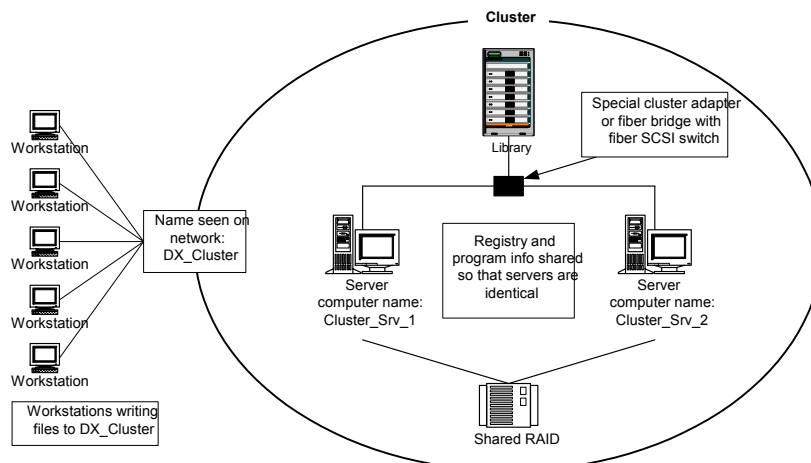 Cluster
Library
Special cluster adapter
or fiber bridge with
fiber SCSI switch
Workstation
Workstation
Workstation
Workstation
Workstation
Name seen on
network:
DX_Cluster
Registry and
program info shared
so that servers are
identical
Server
computer name:
Cluster_Srv_1
Server
computer name:
Cluster_Srv_2
Workstations writing
files to DX_Cluster
Shared RAID